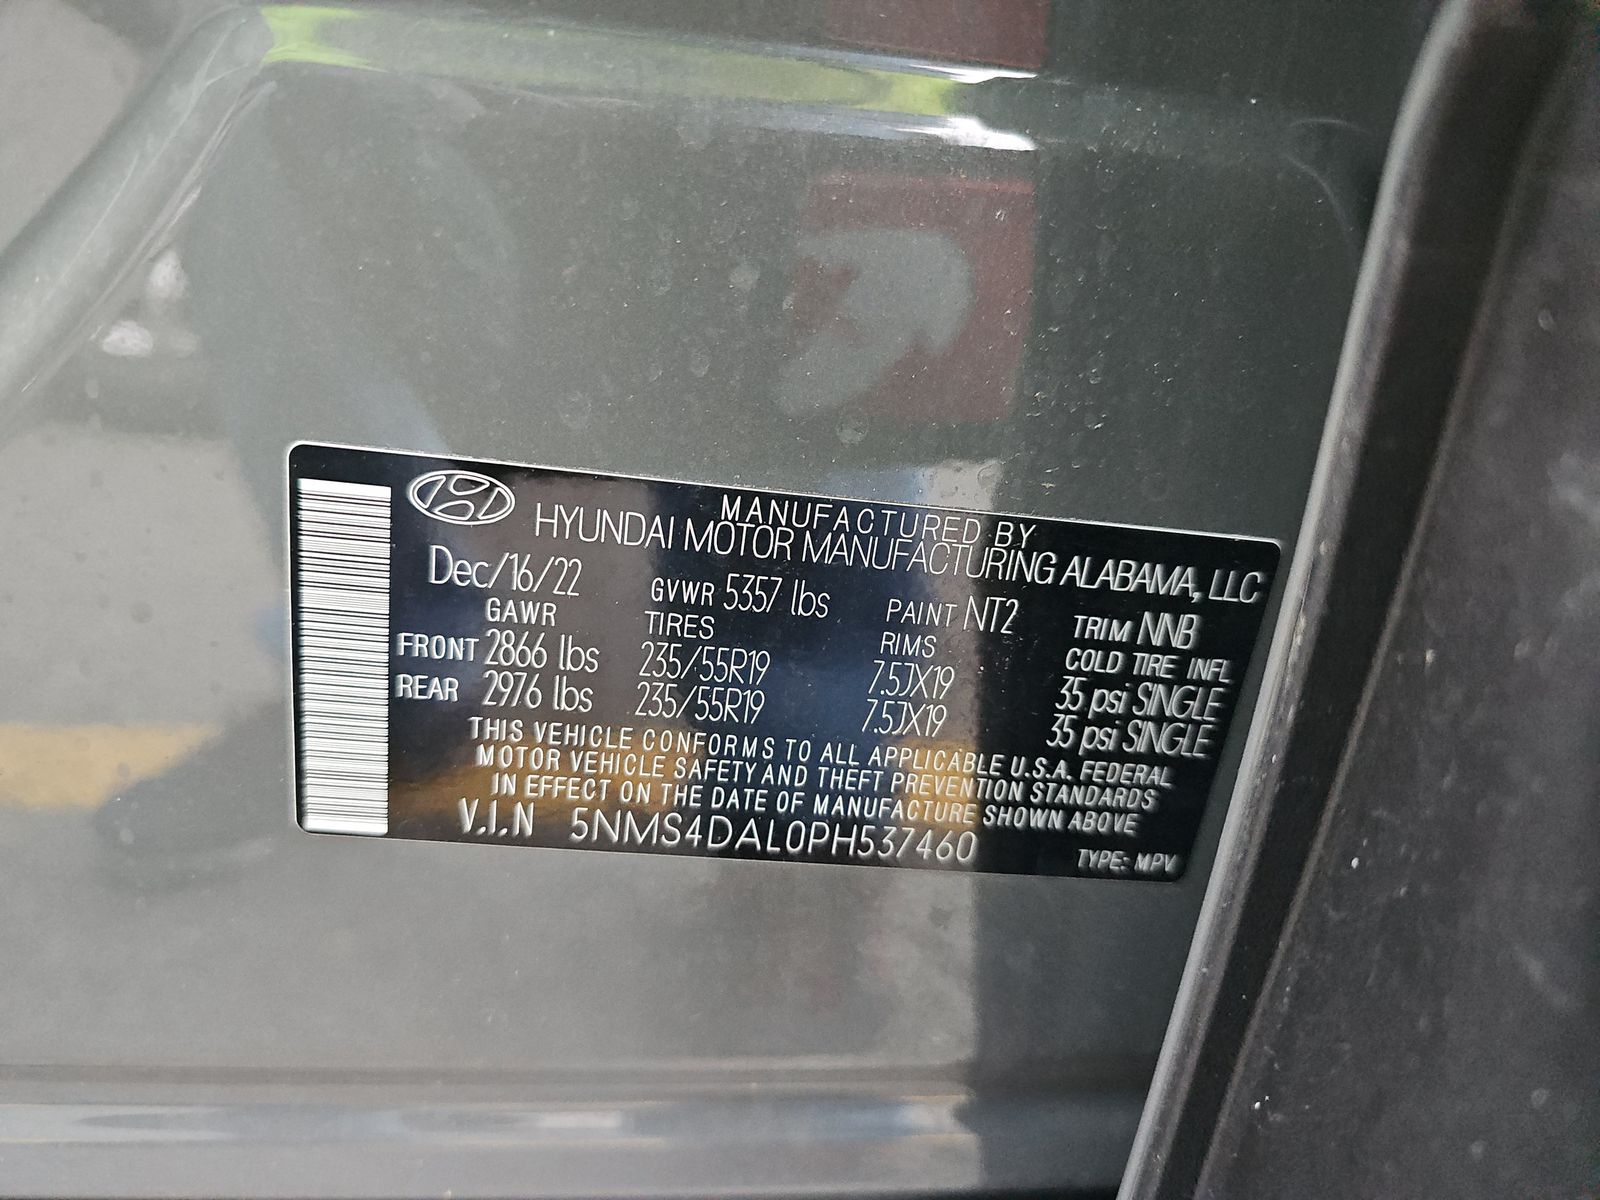 MANUFACTURED BY
HYUNDAI MOTOR MANUFACTURING ALABAMA, LLC
Dec/16/22 GVWR 5357 lbs PAINT NT2 TRIM NNB
GAWR TIRES RIMS COLD TIRE INFL
FRONT 2866 lbs 235/55R19 7.5JX19 35 psi SINGLE
REAR 2976 lbs 235/55R19 7.5JX19 35 psi SINGLE
THIS VEHICLE CONFORMS TO ALL APPLICABLE U.S.A. FEDERAL
MOTOR VEHICLE SAFETY AND THEFT PREVENTION STANDARDS
IN EFFECT ON THE DATE OF MANUFACTURE SHOWN ABOVE
V.I.N 5NMS4DAL0PH537460
TYPE: MPV